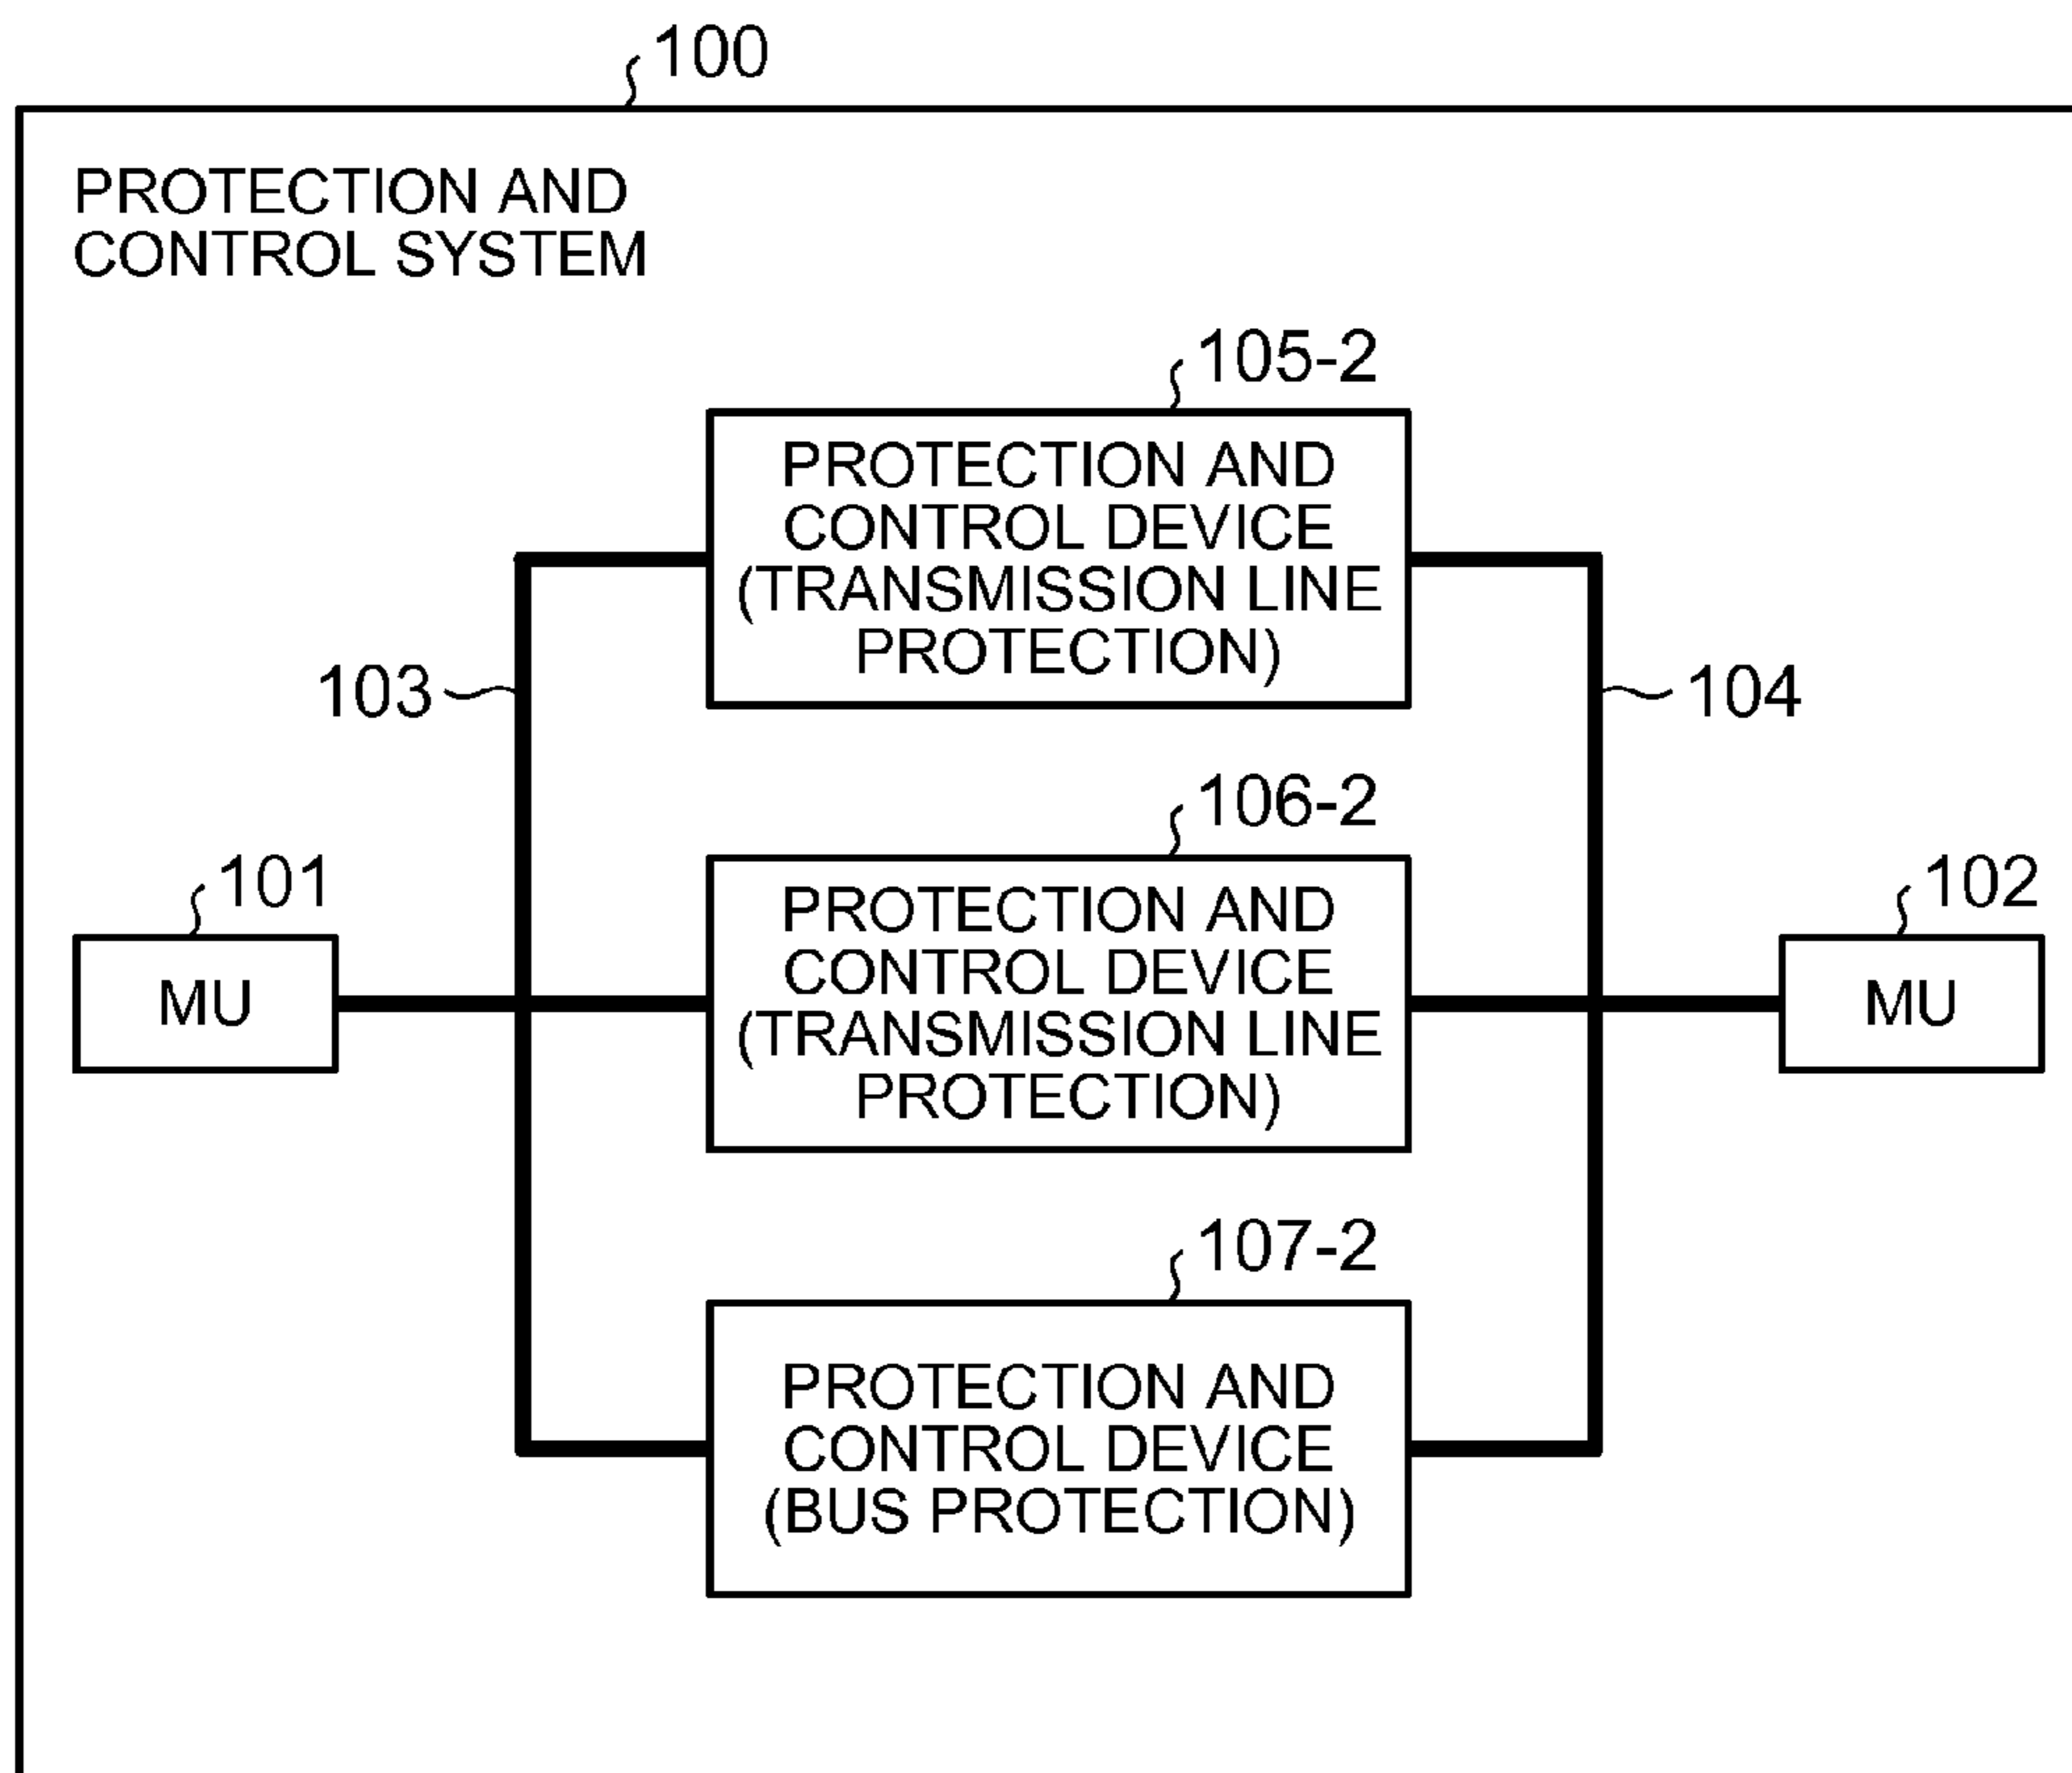 100
PROTECTION AND
CONTROL SYSTEM
105-2
PROTECTION AND
CONTROL DEVICE
(TRANSMISSION LINE
PROTECTION)
103
104
106-2
PROTECTION AND
CONTROL DEVICE
(TRANSMISSION LINE
PROTECTION)
101
MU
102
MU
107-2
PROTECTION AND
CONTROL DEVICE
(BUS PROTECTION)